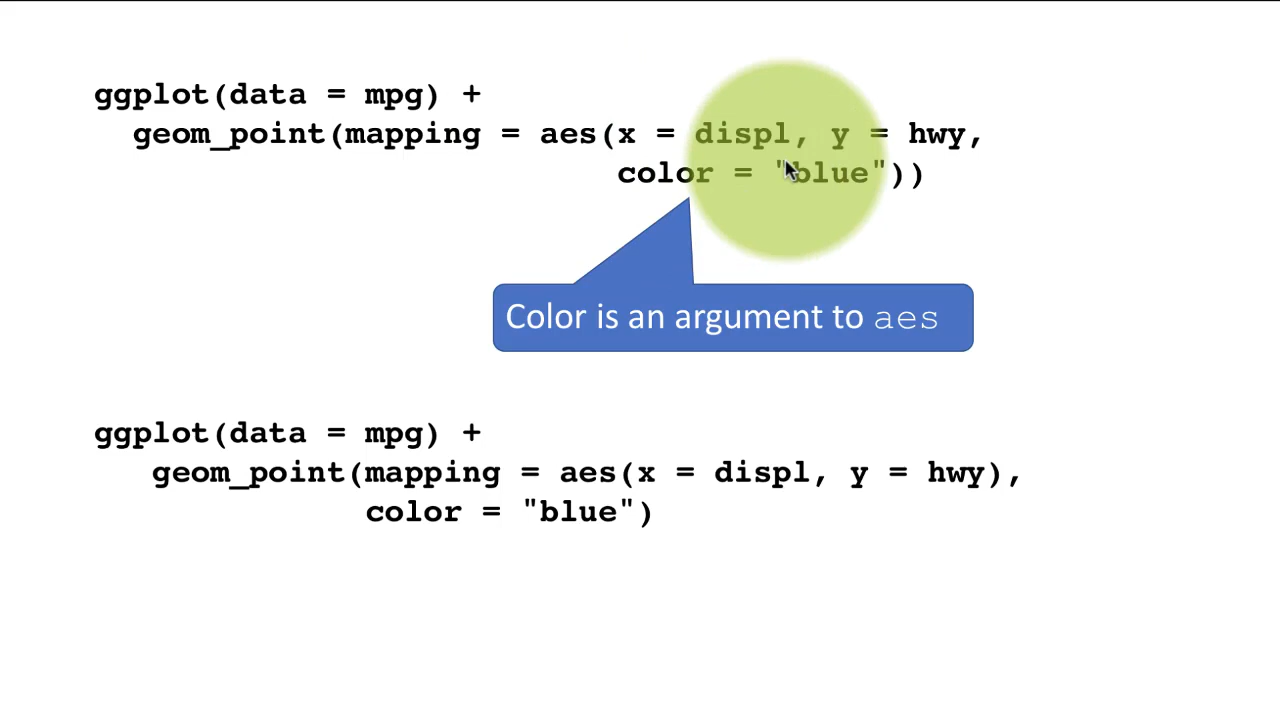 ggplot(data = mpg) +
geom_point(mapping = aes(x = displ, y = hwy,
color = "blue"))
Color is an argument to aes
ggplot(data = mpg) +
geom_point(mapping = aes(x = displ, y = hwy),
color = "blue")